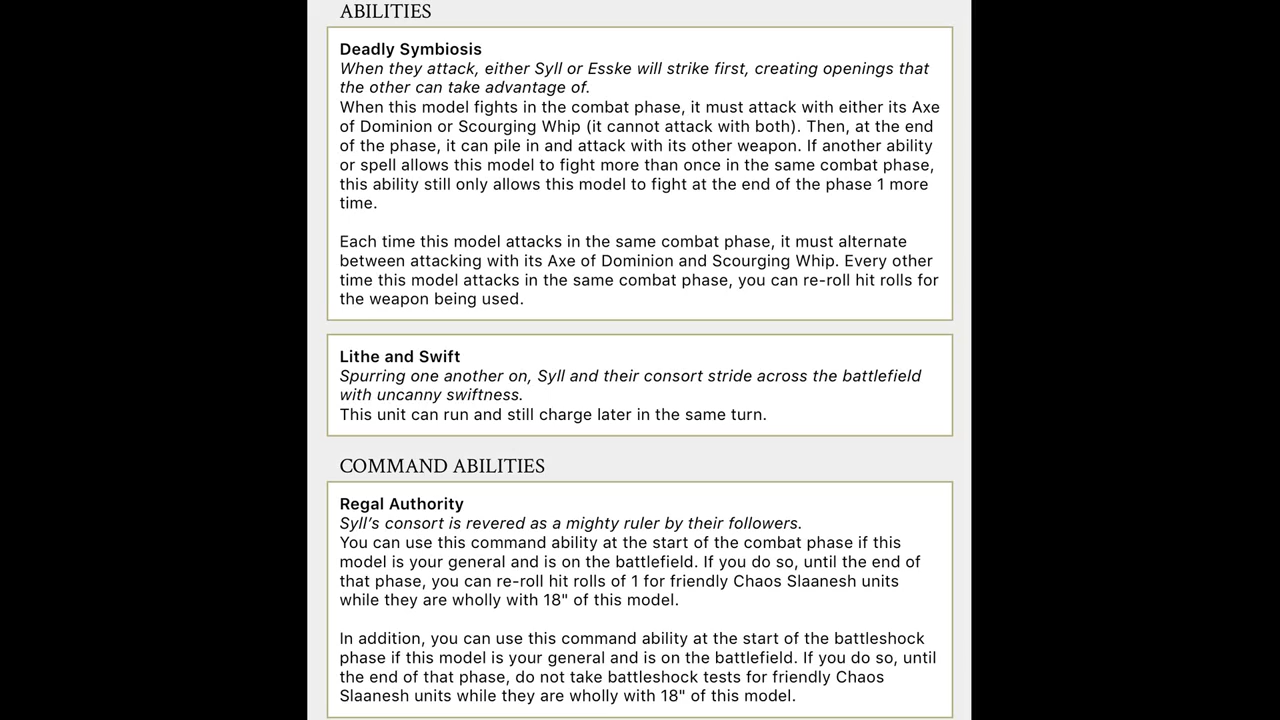 ABILITIES
Deadly Symbiosis
When they attack, either Syll or Esske will strike first, creating openings that
the other can take advantage of.
When this model fights in the combat phase, it must attack with either its Axe
of Dominion or Scourging Whip (it cannot attack with both). Then, at the end
of the phase, it can pile in and attack with its other weapon. If another ability
or spell allows this model to fight more than once in the same combat phase,
this ability still only allows this model to fight at the end of the phase 1 more
time.
Each time this model attacks in the same combat phase, it must alternate
between attacking with its Axe of Dominion and Scourging Whip. Every other
time this model attacks in the same combat phase, you can re-roll hit rolls for
the weapon being used.
Lithe and Swift
Spurring one another on, Syll and their consort stride across the battlefield
with uncanny swiftness.
This unit can run and still charge later in the same turn.
COMMAND ABILITIES
Regal Authority
Syll's consort is revered as a mighty ruler by their followers.
You can use this command ability at the start of the combat phase if this
model is your general and is on the battlefield. If you do so, until the end of
that phase, you can re-roll hit rolls of 1 for friendly Chaos Slaanesh units
while they are wholly with 18" of this model.
In addition, you can use this command ability at the start of the battleshock
phase if this model is your general and is on the battlefield. If you do so, until
the end of that phase, do not take battleshock tests for friendly Chaos
Slaanesh units while they are wholly with 18" of this model.